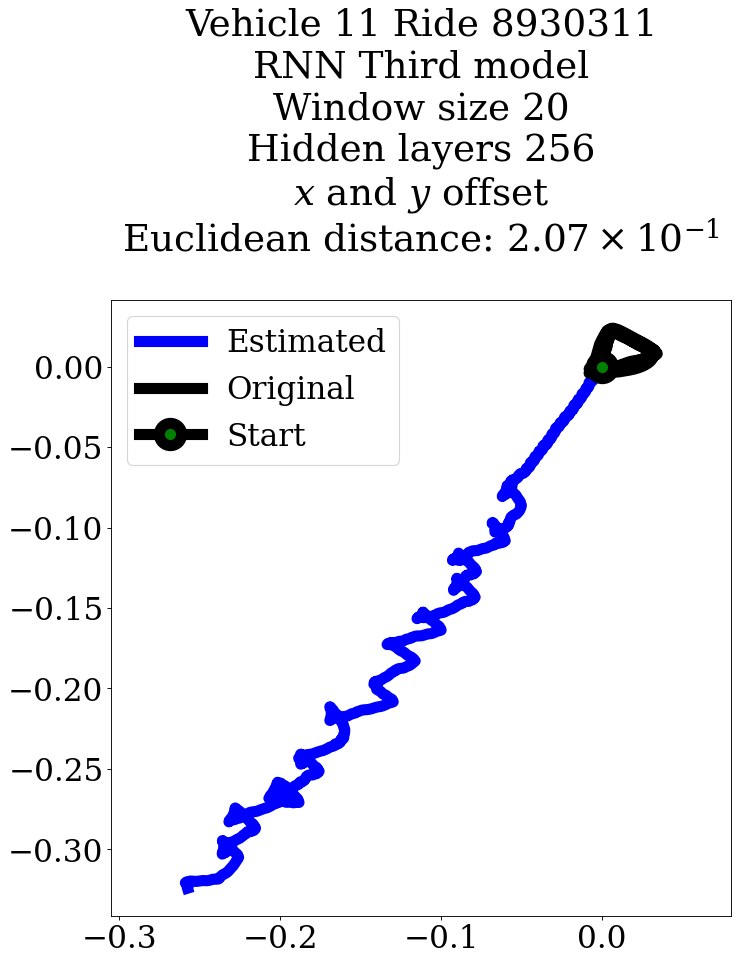 Vehicle 11 Ride 8930311
RNN Third model
Window size 20
Hidden layers 256
x and y offset
Euclidean distance: 2.07 × 10⁻¹
Estimated
Original
Start
0.00
−0.05
−0.10
−0.15
−0.20
−0.25
−0.30
−0.3 −0.2 −0.1 0.0